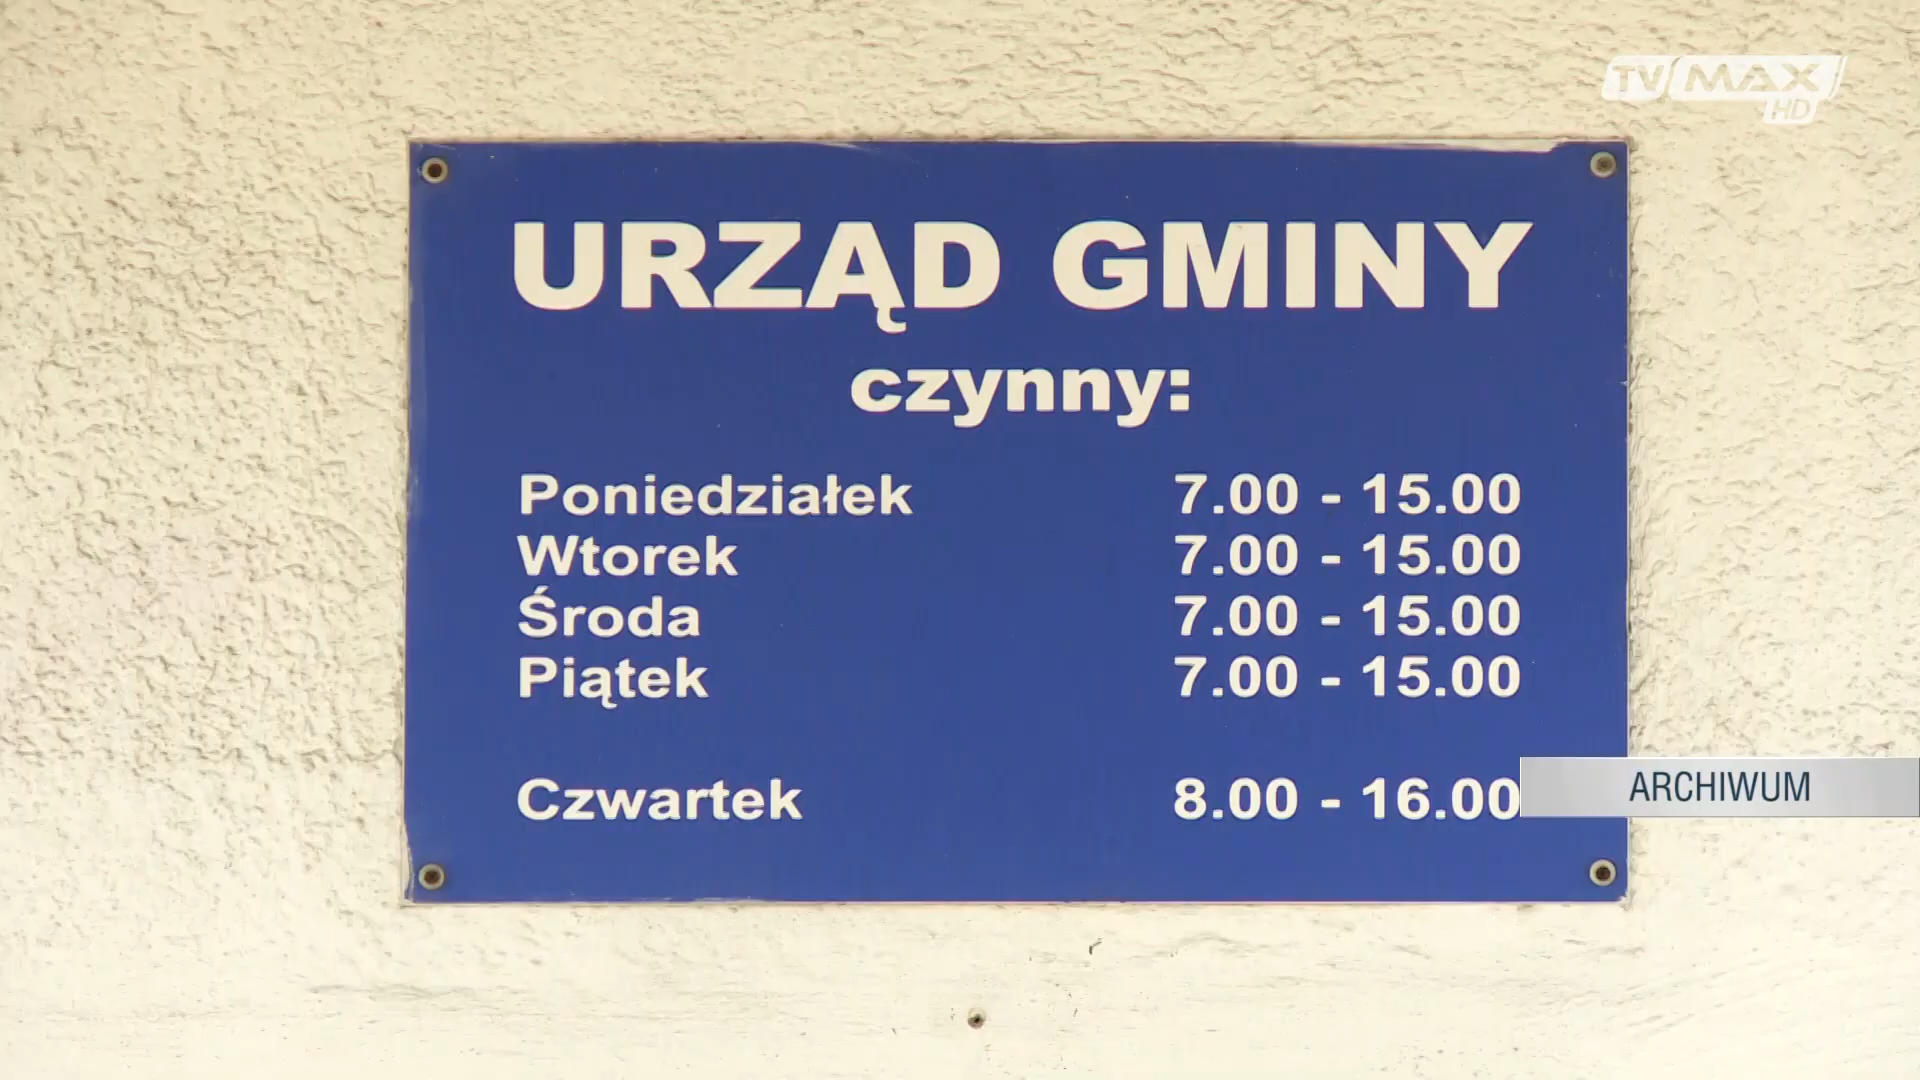 TV MAX
HD
URZĄD GMINY
czynny:
Poniedziałek 7.00 - 15.00
Wtorek 7.00 - 15.00
Środa 7.00 - 15.00
Piątek 7.00 - 15.00
Czwartek 8.00 - 16.00
ARCHIWUM